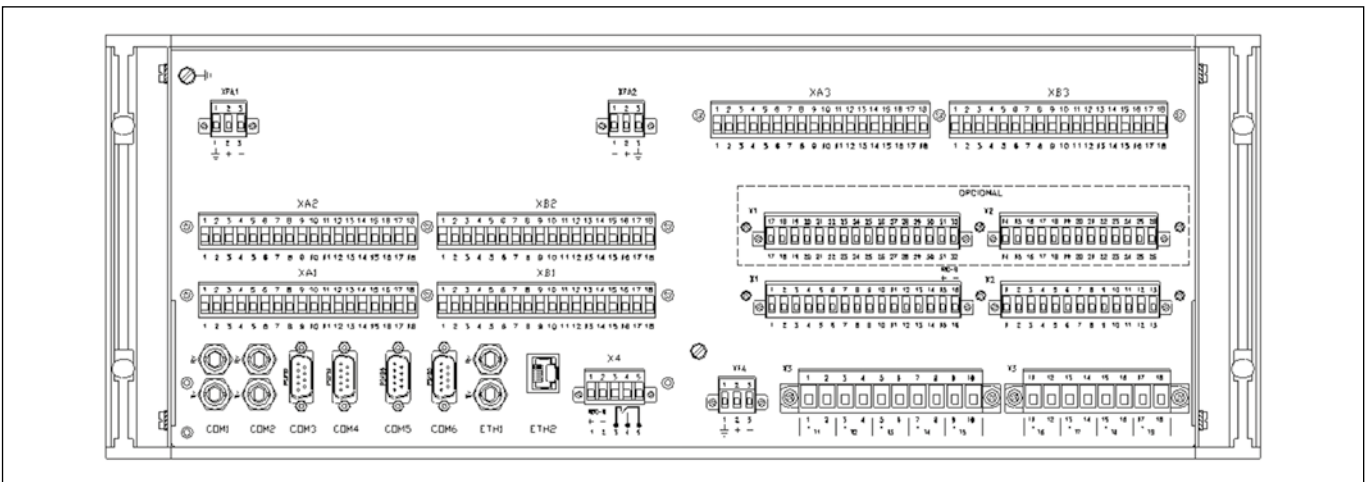 XFA1
1 2 3
1 2 3
+ -
XFA2
1 2 3
1 2 3
- +
XA3
1 2 3 4 5 6 7 8 9 10 11 12 13 14 15 16 17 18
1 2 3 4 5 6 7 8 9 10 11 12 13 14 15 16 17 18
XB3
1 2 3 4 5 6 7 8 9 10 11 12 13 14 15 16 17 18
1 2 3 4 5 6 7 8 9 10 11 12 13 14 15 16 17 18
OPCIONAL
XA2
1 2 3 4 5 6 7 8 9 10 11 12 13 14 15 16 17 18
1 2 3 4 5 6 7 8 9 10 11 12 13 14 15 16 17 18
XB2
1 2 3 4 5 6 7 8 9 10 11 12 13 14 15 16 17 18
1 2 3 4 5 6 7 8 9 10 11 12 13 14 15 16 17 18
X1
17 18 19 20 21 22 23 24 25 26 27 28 29 30 31 32
17 18 19 20 21 22 23 24 25 26 27 28 29 30 31 32
X2
14 15 16 17 18 19 20 21 22 23 24 25 26
14 15 16 17 18 19 20 21 22 23 24 25 26
XA1
1 2 3 4 5 6 7 8 9 10 11 12 13 14 15 16 17 18
1 2 3 4 5 6 7 8 9 10 11 12 13 14 15 16 17 18
XB1
1 2 3 4 5 6 7 8 9 10 11 12 13 14 15 16 17 18
1 2 3 4 5 6 7 8 9 10 11 12 13 14 15 16 17 18
+ -
X1
1 2 3 4 5 6 7 8 9 10 11 12 13 14 15 16
1 2 3 4 5 6 7 8 9 10 11 12 13 14 15 16
X2
1 2 3 4 5 6 7 8 9 10 11 12 13
1 2 3 4 5 6 7 8 9 10 11 12 13
X4
1 2 3 4 5
+ -
1 2 3 4 5
1 2 3
1 2 3
+ -
X3
1 2 3 4 5 6 7 8 9 10
X3
11 12 13 14 15 16 17 18
COM1
COM2
COM3
COM4
COM5
COM6
ETH1
ETH2